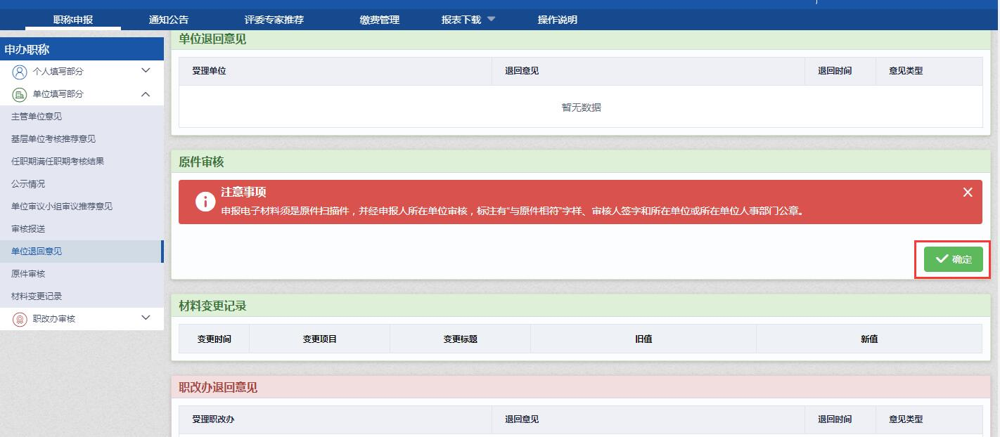 职称申报 通知公告 评委专家推荐 缴费管理 报表下载 操作说明
申办职称
个人填写部分
单位填写部分
主管单位意见
基层单位考核推荐意见
任职期满任职期考核结果
公示情况
单位审议小组审议推荐意见
审核报送
单位退回意见
原件审核
材料变更记录
职改办审核
单位退回意见
受理单位 退回意见 退回时间 意见类型
暂无数据
原件审核
注意事项
申报电子材料须是原件扫描件，并经申报人所在单位审核，标注有“与原件相符”字样、审核人签字和所在单位或所在单位人事部门公章。
确定
材料变更记录
变更时间 变更项目 变更标题 旧值 新值
职改办退回意见
受理职改办 退回意见 退回时间 意见类型